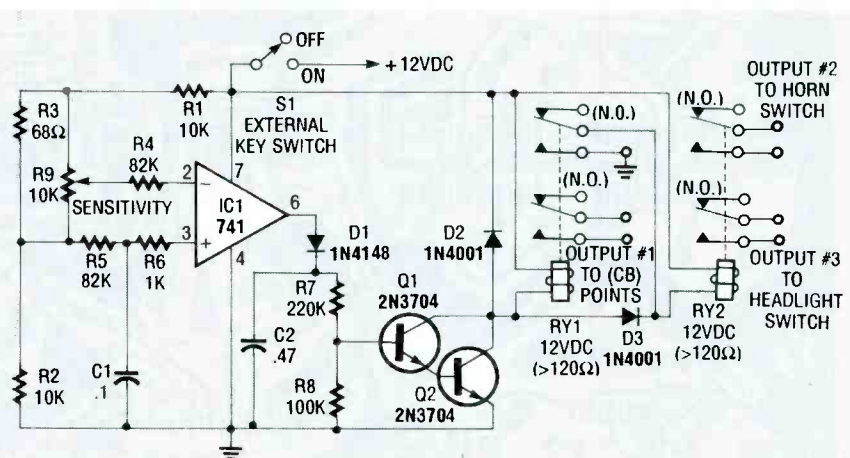 OFF
ON
+12VDC
S1
EXTERNAL
KEY SWITCH
R1
10K
R3
68Ω
R4
82K
R9
10K
SENSITIVITY
2
−
7
IC1
741
6
3
+
4
R5
82K
R6
1K
D1
1N4148
R7
220K
R2
10K
C1
.1
C2
.47
R8
100K
Q1
2N3704
Q2
2N3704
D2
1N4001
(N.O.)
(N.O.)
OUTPUT #1
TO (CB)
POINTS
RY1
12VDC
(>120Ω)
D3
1N4001
OUTPUT #2
TO HORN
SWITCH
(N.O.)
(N.O.)
OUTPUT #3
TO
HEADLIGHT
SWITCH
RY2
12VDC
(>120Ω)